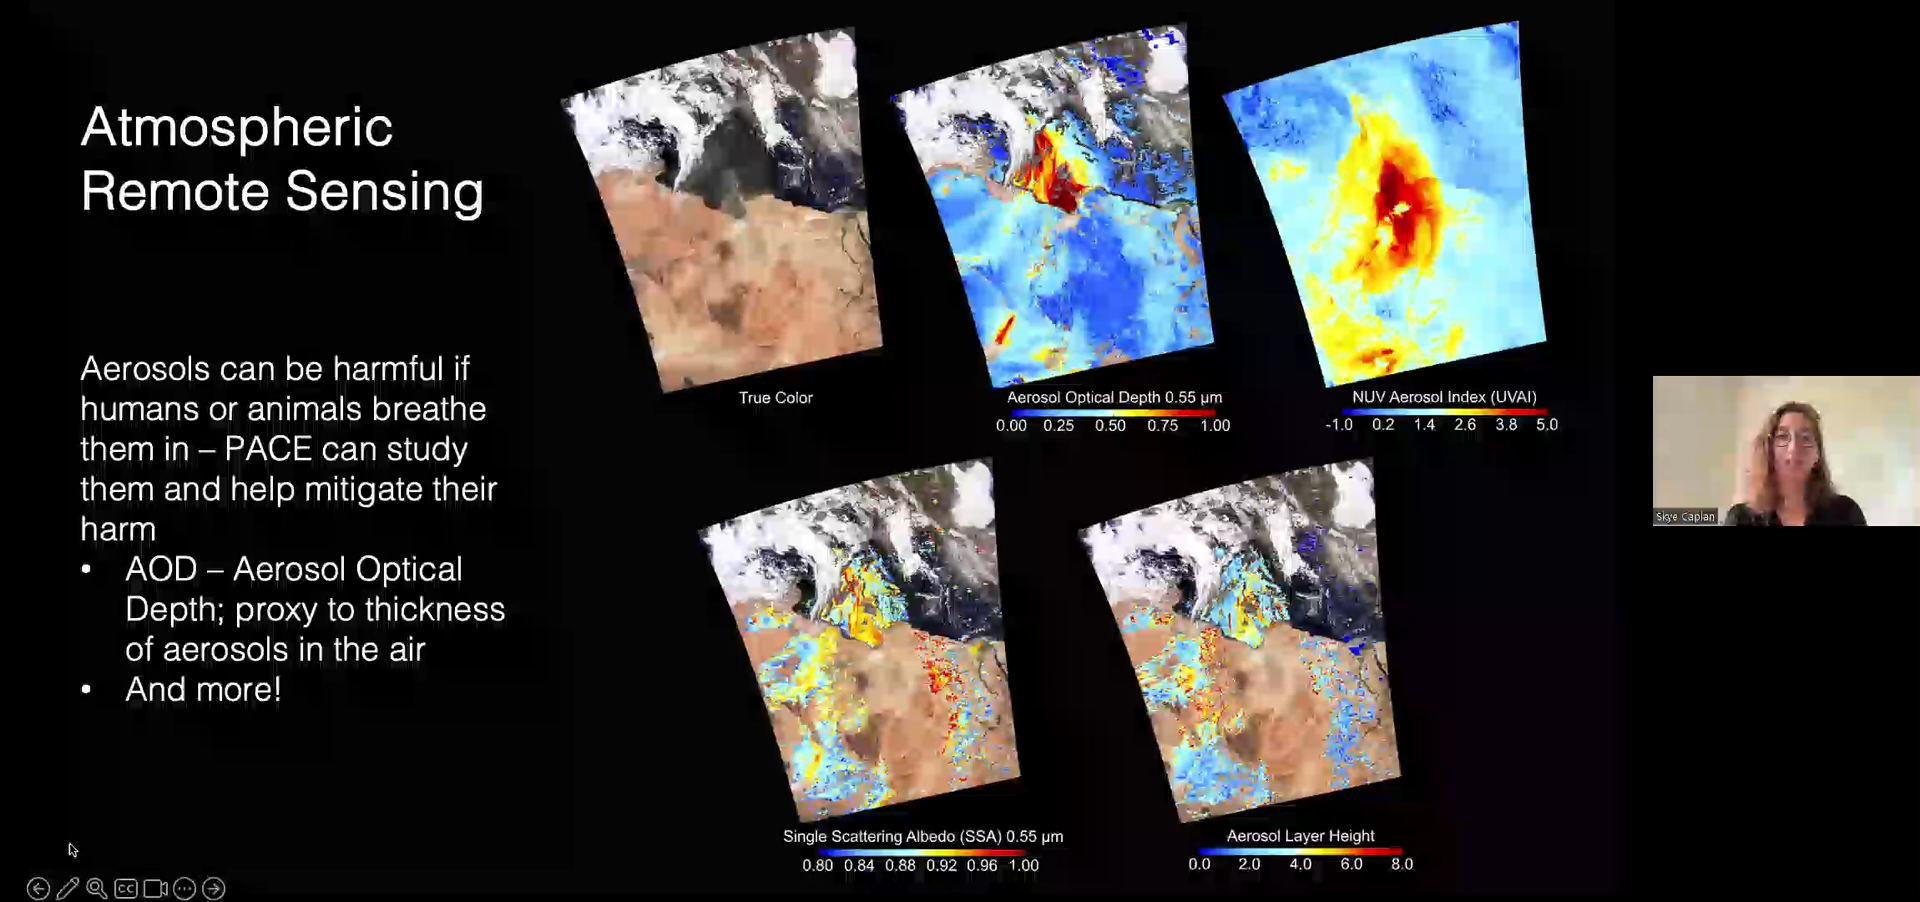 Atmospheric
Remote Sensing
Aerosols can be harmful if
humans or animals breathe
them in – PACE can study
them and help mitigate their
harm
• AOD – Aerosol Optical
Depth; proxy to thickness
of aerosols in the air
• And more!
True Color
Aerosol Optical Depth 0.55 µm
0.00 0.25 0.50 0.75 1.00
NUV Aerosol Index (UVAI)
-1.0 0.2 1.4 2.6 3.8 5.0
Single Scattering Albedo (SSA) 0.55 µm
0.80 0.84 0.88 0.92 0.96 1.00
Aerosol Layer Height
0.0 2.0 4.0 6.0 8.0
Skye Caplan
CC